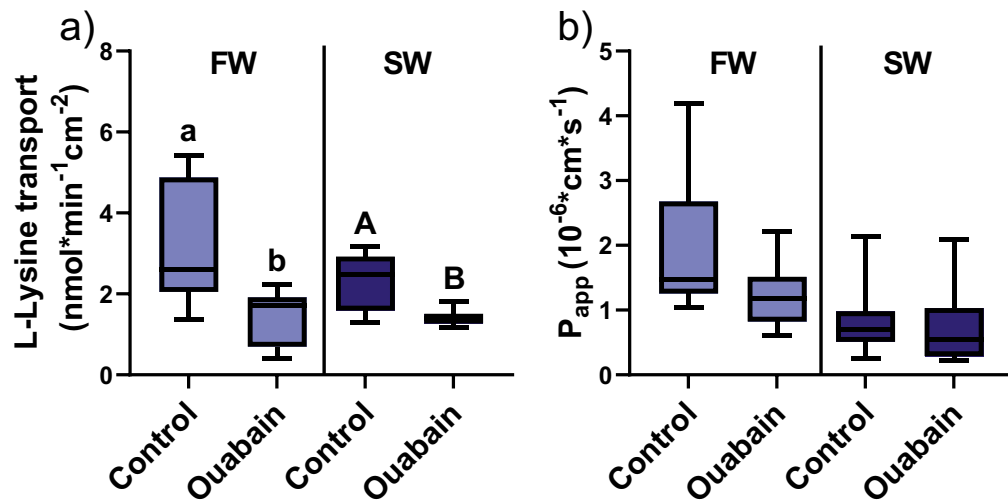 a)
L-Lysine transport
(nmol*min⁻¹cm⁻²)
8
6
4
2
0
FW
SW
a
b
A
B
Control
Ouabain
Control
Ouabain
b)
Papp (10⁻⁶*cm*s⁻¹)
5
4
3
2
1
0
FW
SW
Control
Ouabain
Control
Ouabain